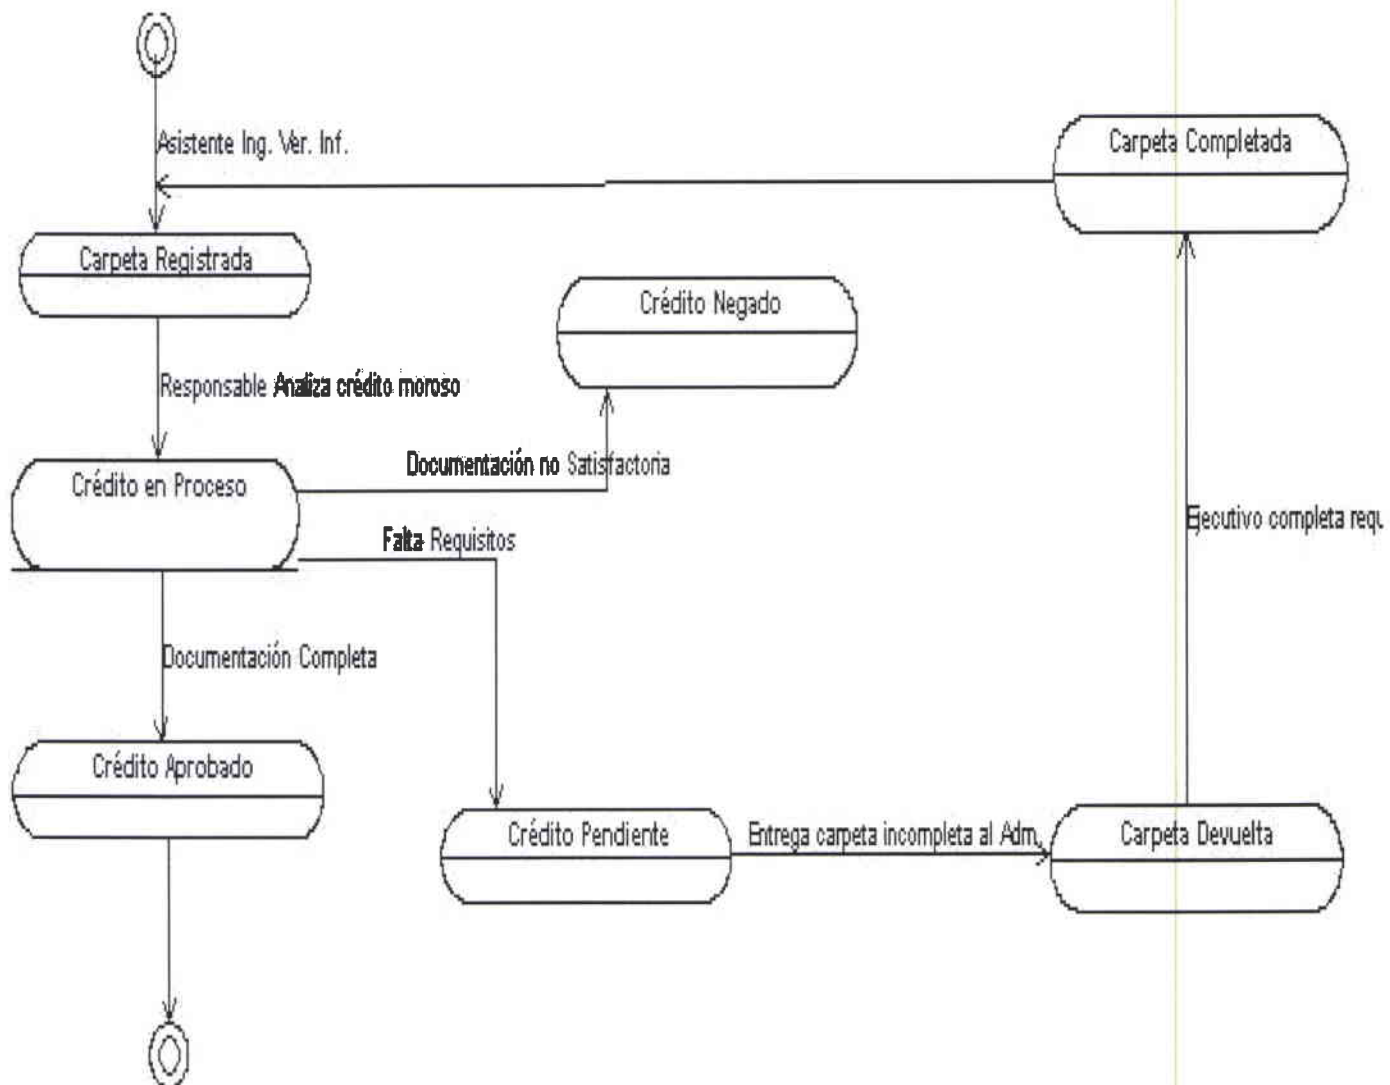 Asistente Ing. Ver. Inf.
Carpeta Completada
Carpeta Registrada
Crédito Negado
Responsable Analiza crédito moroso
Documentación no Satisfactoria
Crédito en Proceso
Ejecutivo completa requ.
Falta Requisitos
Documentación Completa
Crédito Aprobado
Crédito Pendiente
Entrega carpeta incompleta al Adm.
Carpeta Devuelta